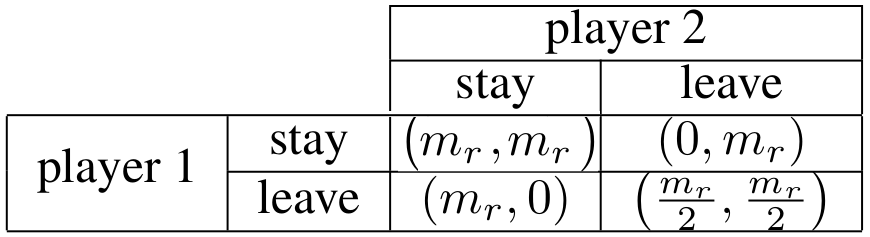 player 2
stay leave
player 1 stay (m_r, m_r) (0, m_r)
leave (m_r, 0) (m_r/2, m_r/2)